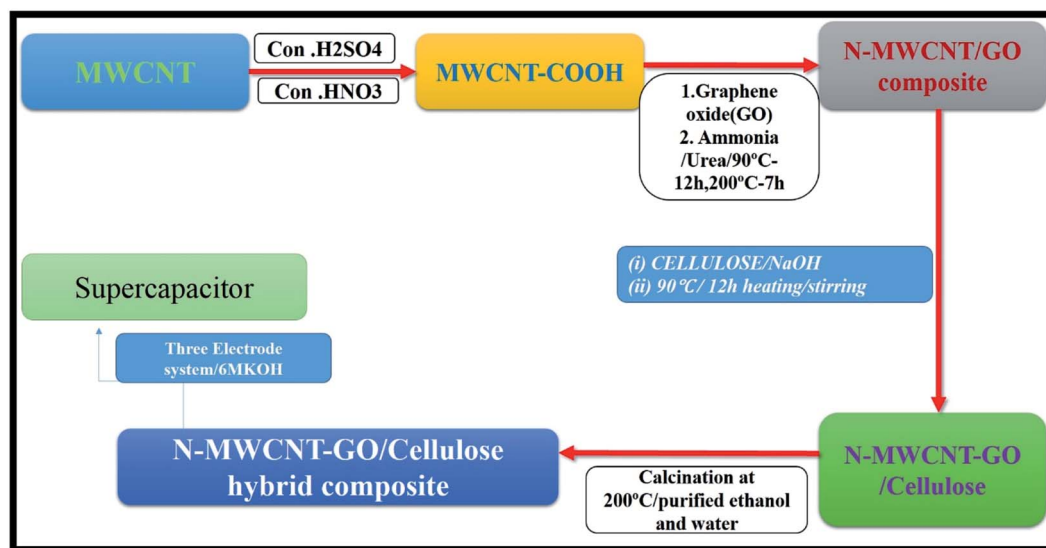 MWCNT
Con .H2SO4
Con .HNO3
MWCNT-COOH
1.Graphene
oxide(GO)
2. Ammonia
/Urea/90ºC-
12h,200ºC-7h
N-MWCNT/GO
composite
(i) CELLULOSE/NaOH
(ii) 90℃/ 12h heating/stirring
N-MWCNT-GO
/Cellulose
Calcination at
200ºC/purified ethanol
and water
N-MWCNT-GO/Cellulose
hybrid composite
Three Electrode
system/6MKOH
Supercapacitor